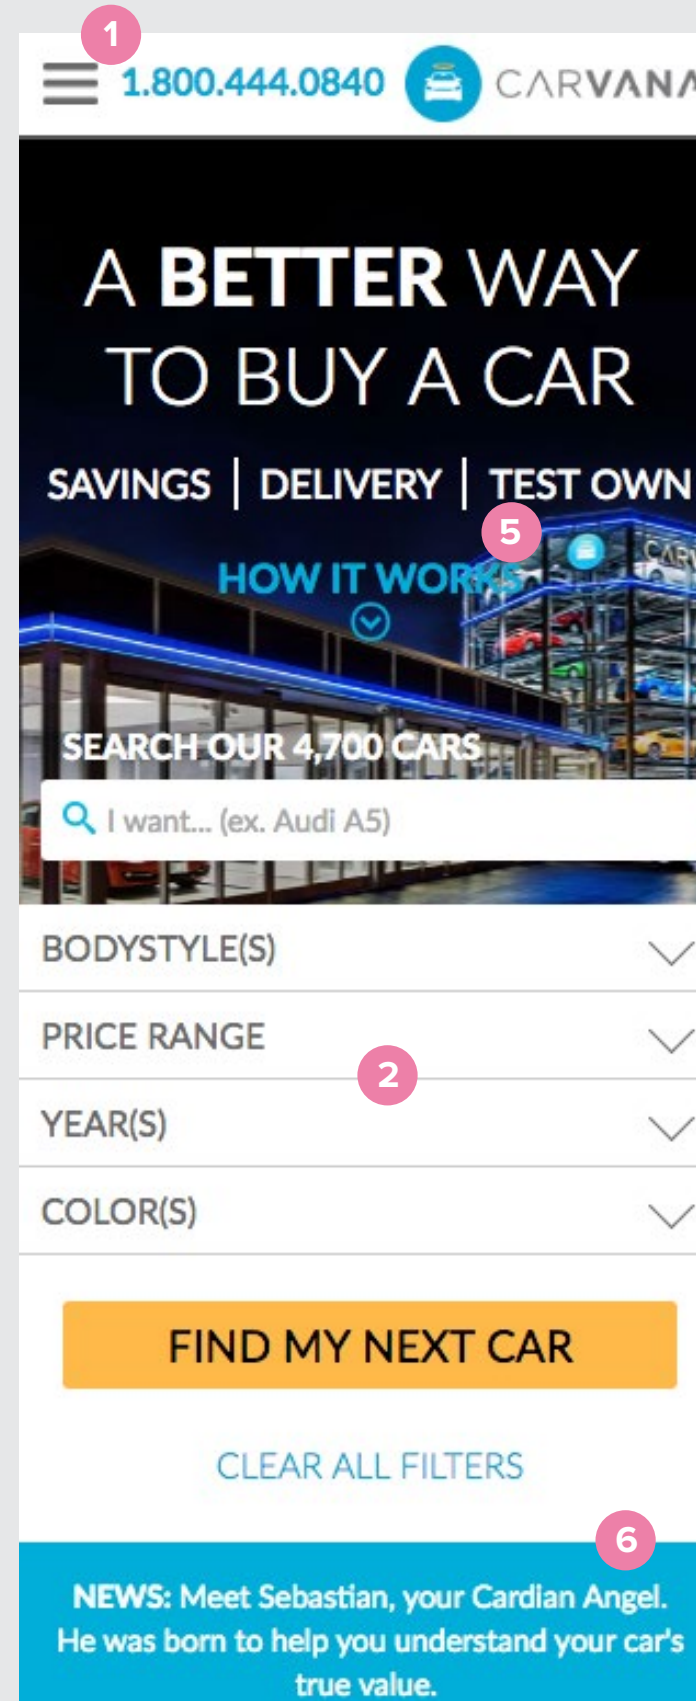 1
1.800.444.0840 CARVANA
A BETTER WAY
TO BUY A CAR
SAVINGS | DELIVERY | TEST OWN
5
HOW IT WORKS
SEARCH OUR 4,700 CARS
I want... (ex. Audi A5)
BODYSTYLE(S)
PRICE RANGE
2
YEAR(S)
COLOR(S)
FIND MY NEXT CAR
CLEAR ALL FILTERS
6
NEWS: Meet Sebastian, your Cardian Angel.
He was born to help you understand your car's
true value.